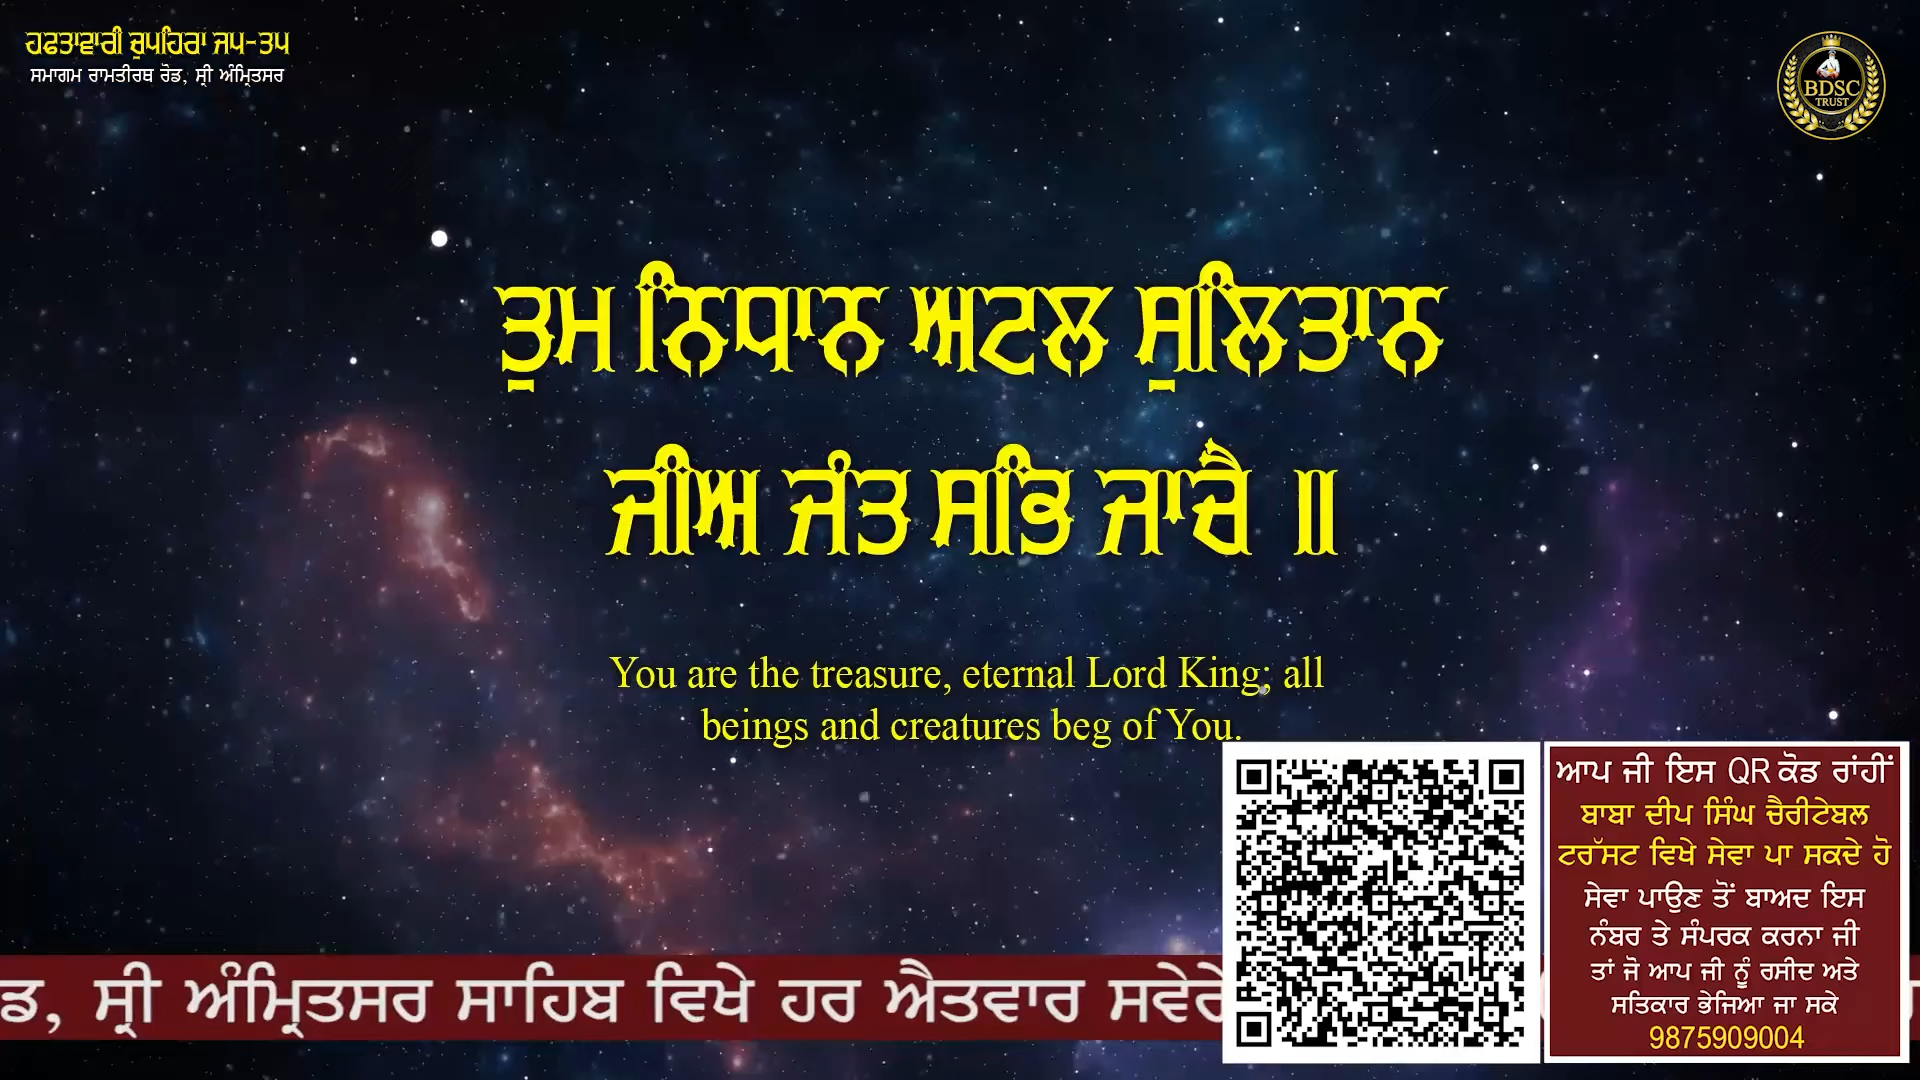 ਹਫਤਾਵਾਰੀ ਚੁਪਹਿਰਾ ਜਪ-ਤਪ
ਸਮਾਗਮ ਰਾਮਤੀਰਥ ਰੋਡ, ਸ੍ਰੀ ਅੰਮ੍ਰਿਤਸਰ
BDSC
TRUST
ਤੁਮ ਨਿਧਾਨ ਅਟਲ ਸੁਲਿਤਾਨ
ਜੀਅ ਜੰਤ ਸਭਿ ਜਾਚੈ ॥
You are the treasure, eternal Lord King; all
beings and creatures beg of You.
ਆਪ ਜੀ ਇਸ QR ਕੋਡ ਰਾਂਹੀਂ
ਬਾਬਾ ਦੀਪ ਸਿੰਘ ਚੈਰੀਟੇਬਲ
ਟਰੱਸਟ ਵਿਖੇ ਸੇਵਾ ਪਾ ਸਕਦੇ ਹੋ
ਸੇਵਾ ਪਾਉਣ ਤੋਂ ਬਾਅਦ ਇਸ
ਨੰਬਰ ਤੇ ਸੰਪਰਕ ਕਰਨਾ ਜੀ
ਤਾਂ ਜੋ ਆਪ ਜੀ ਨੂੰ ਰਸੀਦ ਅਤੇ
ਸਤਿਕਾਰ ਭੇਜਿਆ ਜਾ ਸਕੇ
9875909004
ਡ, ਸ੍ਰੀ ਅੰਮ੍ਰਿਤਸਰ ਸਾਹਿਬ ਵਿਖੇ ਹਰ ਐਤਵਾਰ ਸਵੇਰੇ